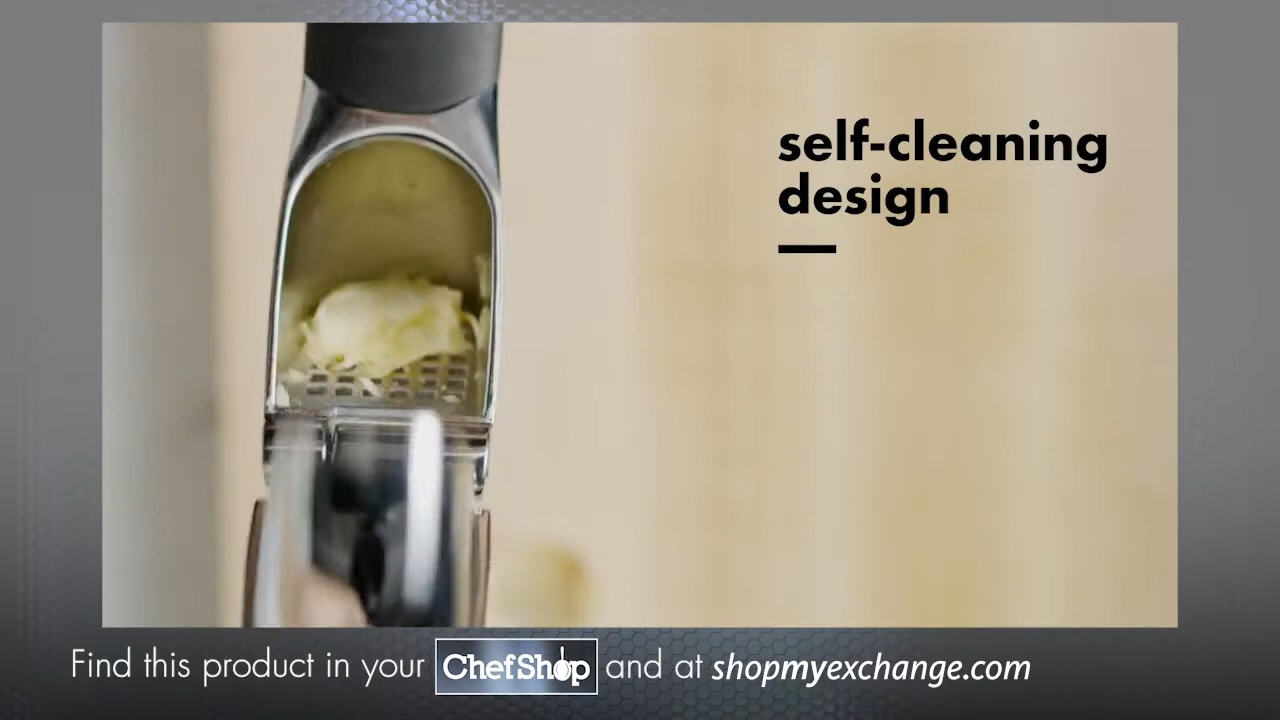 self-cleaning
design
Find this product in your ChefShop and at shopmyexchange.com